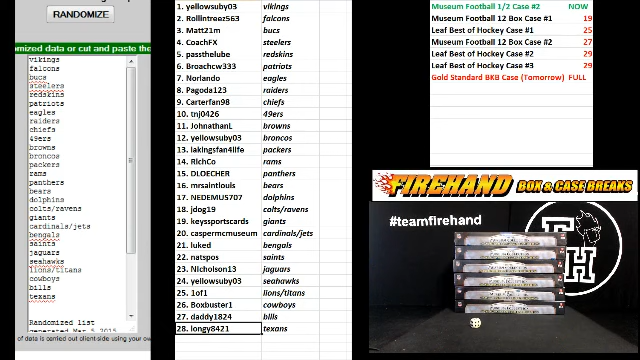 RANDOMIZE
omized data or cut and paste the
vikings
falcons
bucs
steelers
redskins
patriots
eagles
raiders
chiefs
49ers
browns
broncos
packers
rams
panthers
bears
dolphins
colts/ravens
giants
cardinals/jets
bengals
saints
jaguars
seahawks
lions/titans
cowboys
bills
texans
Randomized list
generated Mar 5 2015
of data is carried out client-side using your own
1. yellowsuby03 vikings
2. Rollintreez563 falcons
3. Matt21m bucs
4. CoachFX steelers
5. passthelube redskins
6. Broachcw333 patriots
7. Norlando eagles
8. Pagoda123 raiders
9. Carterfan98 chiefs
10. tnj0426 49ers
11. JohnathanL browns
12. yellowsuby03 broncos
13. lakingsfan4life packers
14. RichCo rams
15. DLOECHER panthers
16. mrsaintlouis bears
17. NEDEMUS707 dolphins
18. jdog19 colts/ravens
19. keyssportscards giants
20. caspermcmuseum cardinals/jets
21. luked bengals
22. natspos saints
23. Nicholson13 jaguars
24. yellowsuby03 seahawks
25. 1of1 lions/titans
26. Boxbuster1 cowboys
27. daddy1824 bills
28. longy8421 texans
Museum Football 1/2 Case #2 NOW
Museum Football 12 Box Case #1 19
Leaf Best of Hockey Case #1 25
Museum Football 12 Box Case #2 27
Leaf Best of Hockey Case #2 29
Leaf Best of Hockey Case #3 29
Gold Standard BKB Case (Tomorrow) FULL
FIREHAND
BOX & CASE BREAKS
#teamfirehand
F H